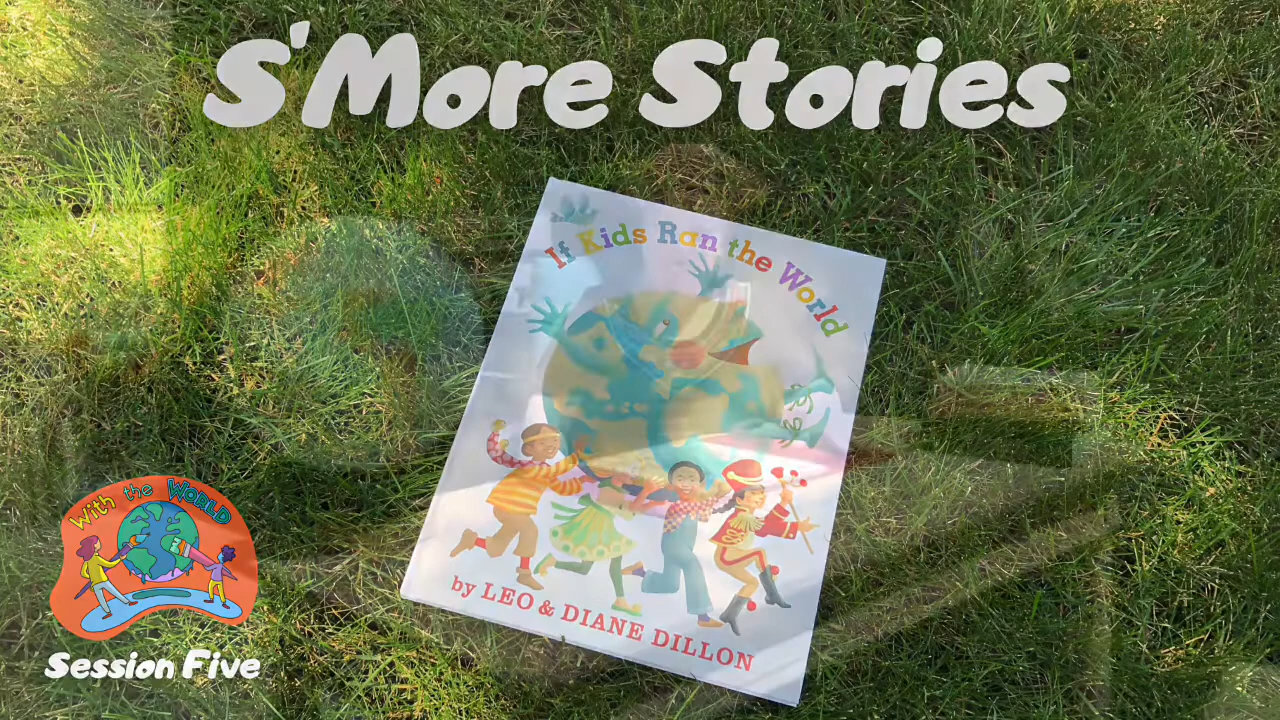 S'More Stories
If Kids Ran the World
by LEO & DIANE DILLON
With the WORLD
Session Five